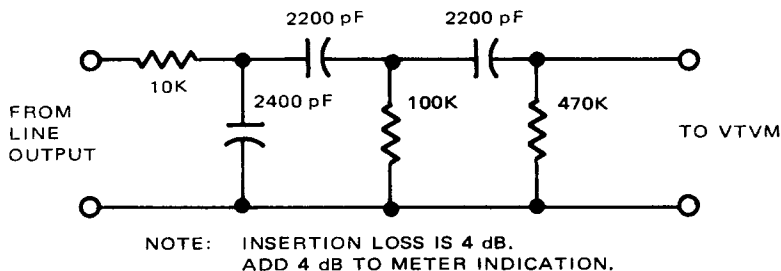 2200 pF
2200 pF
10K
2400 pF
100K
470K
FROM
LINE
OUTPUT
TO VTVM
NOTE: INSERTION LOSS IS 4 dB.
ADD 4 dB TO METER INDICATION.